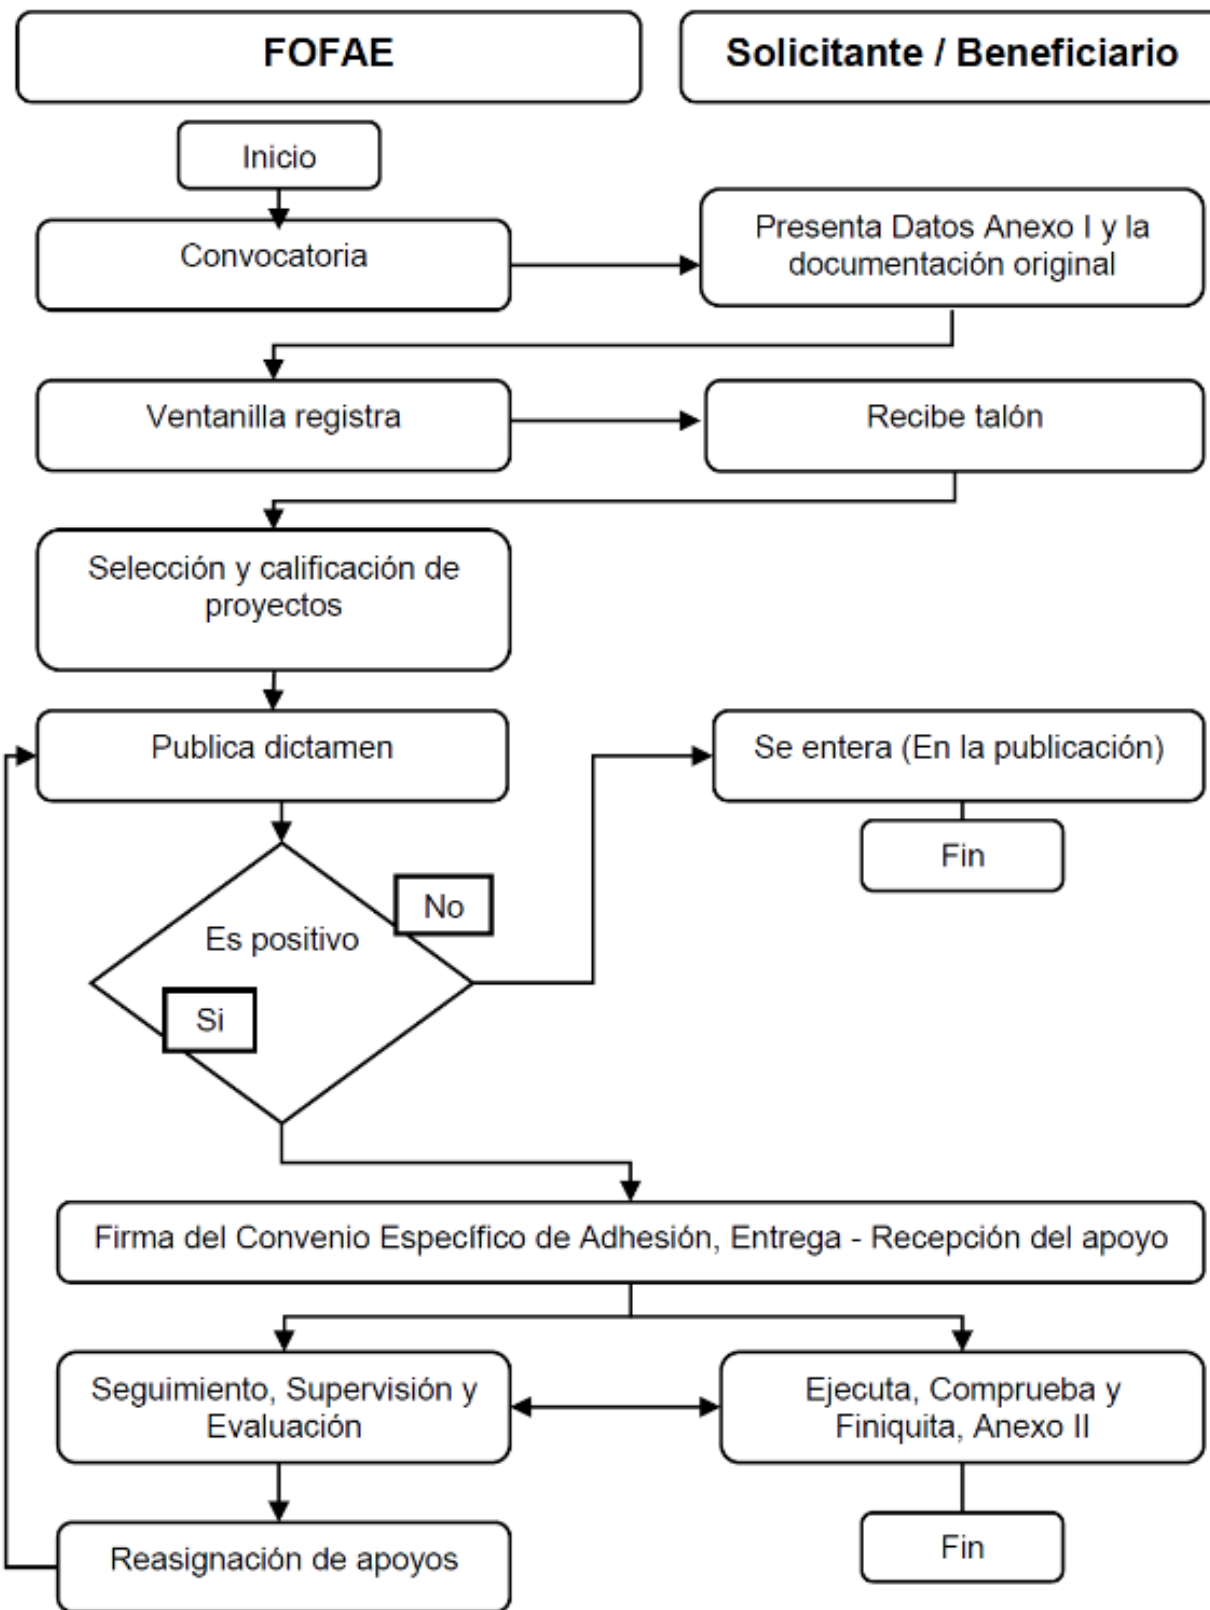 FOFAE
Solicitante / Beneficiario
Inicio
Convocatoria
Presenta Datos Anexo I y la
documentación original
Ventanilla registra
Recibe talón
Selección y calificación de
proyectos
Publica dictamen
Se entera (En la publicación)
Fin
No
Es positivo
Si
Firma del Convenio Específico de Adhesión, Entrega - Recepción del apoyo
Seguimiento, Supervisión y
Evaluación
Ejecuta, Comprueba y
Finiquita, Anexo II
Reasignación de apoyos
Fin